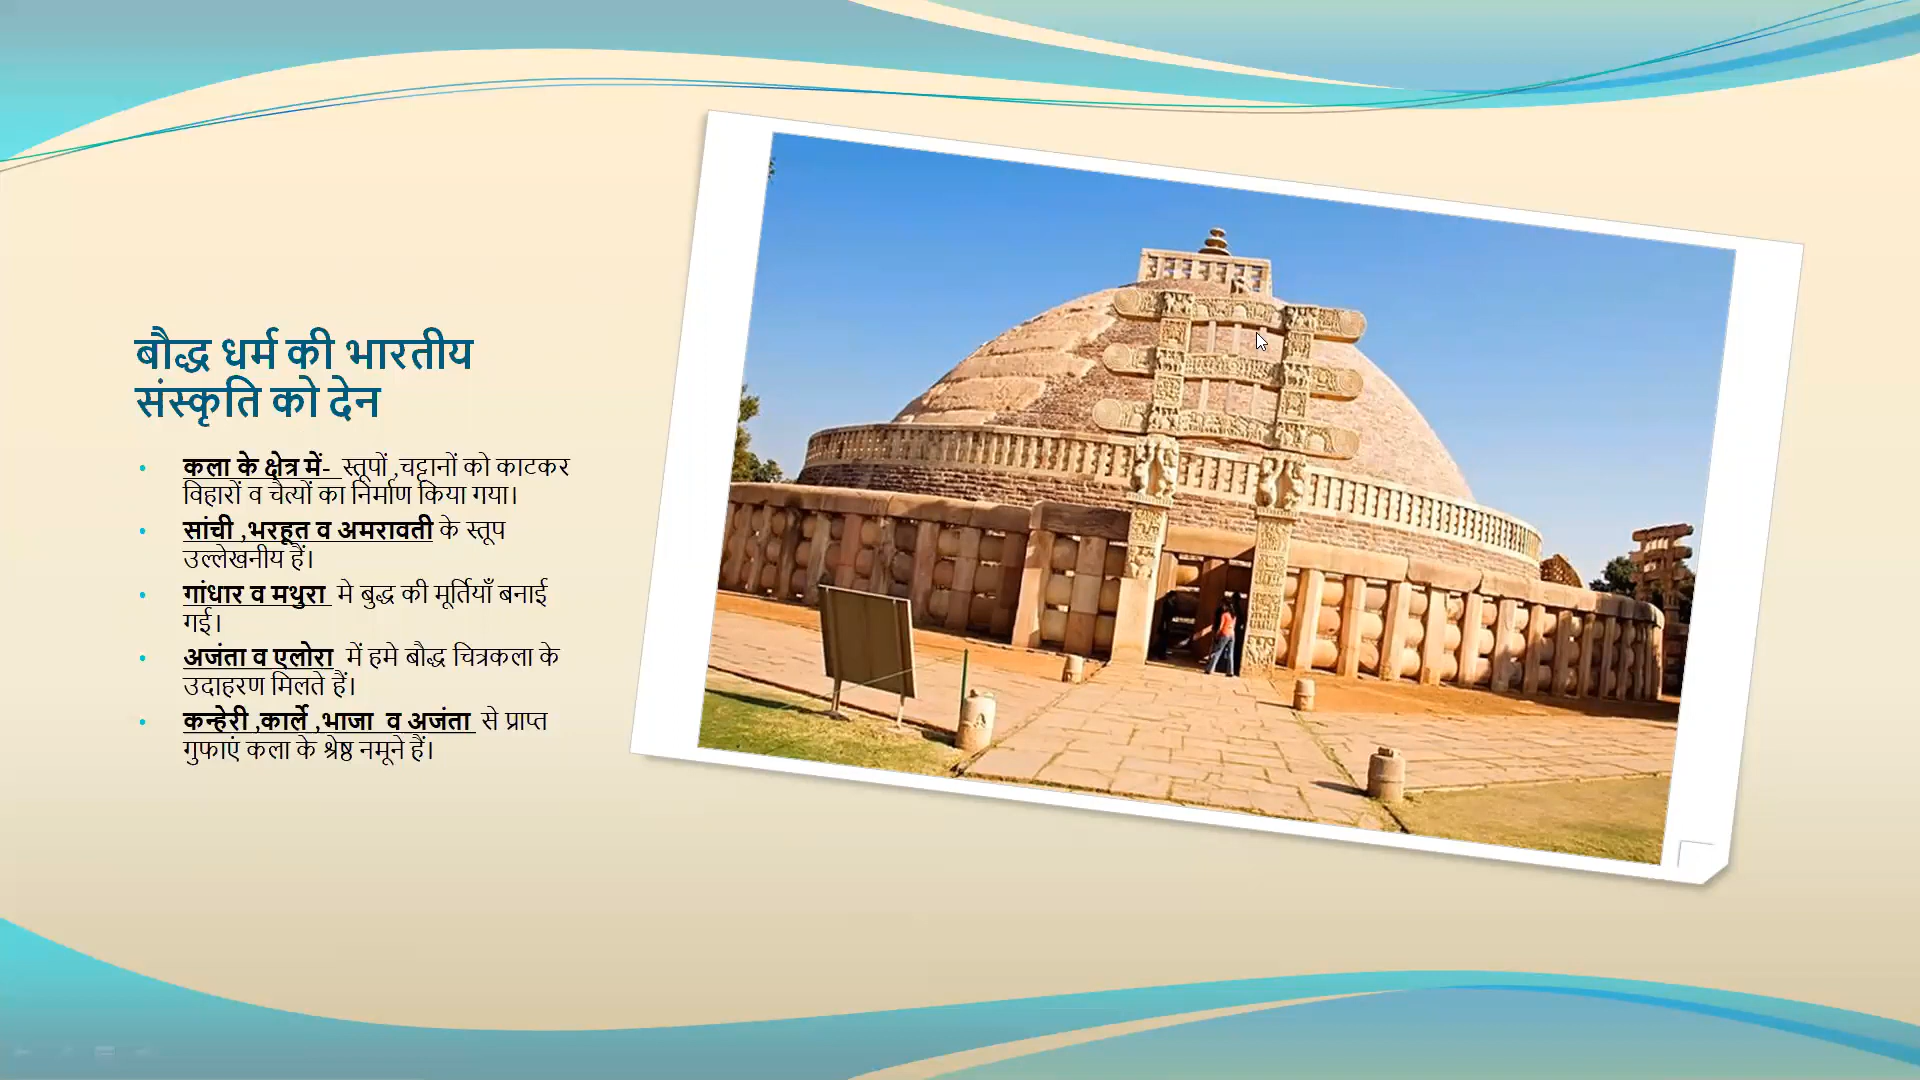 बौद्ध धर्म की भारतीय
संस्कृति को देन
• कला के क्षेत्र में- स्तूपों ,चट्टानों को काटकर
विहारों व चैत्यों का निर्माण किया गया।
• सांची ,भरहूत व अमरावती के स्तूप
उल्लेखनीय हैं।
• गांधार व मथुरा मे बुद्ध की मूर्तियाँ बनाई
गई।
• अजंता व एलोरा में हमे बौद्ध चित्रकला के
उदाहरण मिलते हैं।
• कन्हेरी ,कार्ले ,भाजा व अजंता से प्राप्त
गुफाएं कला के श्रेष्ठ नमूने हैं।